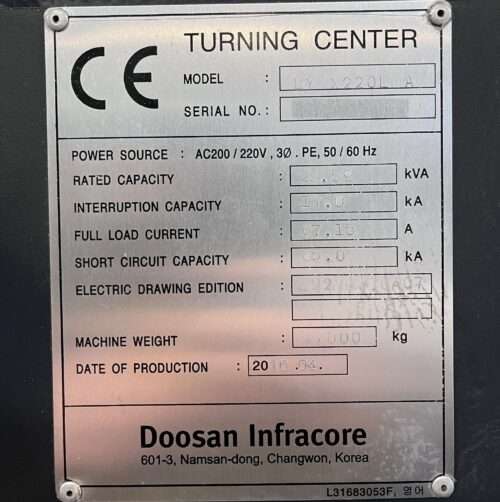 CE
TURNING CENTER
MODEL :
SERIAL NO. :
POWER SOURCE : AC200 / 220V , 3Ø . PE, 50 / 60 Hz
RATED CAPACITY : kVA
INTERRUPTION CAPACITY : kA
FULL LOAD CURRENT : 67.16 A
SHORT CIRCUIT CAPACITY : kA
ELECTRIC DRAWING EDITION :
MACHINE WEIGHT : kg
DATE OF PRODUCTION :
Doosan Infracore
601-3, Namsan-dong, Changwon, Korea
L31683053F, 영어